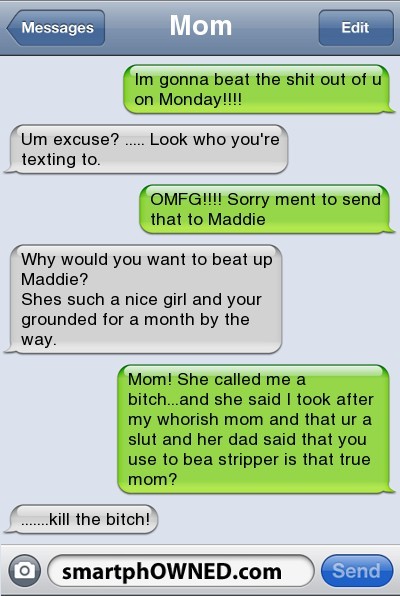 Messages
Mom
Edit
Im gonna beat the shit out of u
on Monday!!!!
Um excuse? ..... Look who you're
texting to.
OMFG!!!! Sorry ment to send
that to Maddie
Why would you want to beat up
Maddie?
Shes such a nice girl and your
grounded for a month by the
way.
Mom! She called me a
bitch...and she said I took after
my whorish mom and that ur a
slut and her dad said that you
use to bea stripper is that true
mom?
.......kill the bitch!
smartphOWNED.com
Send